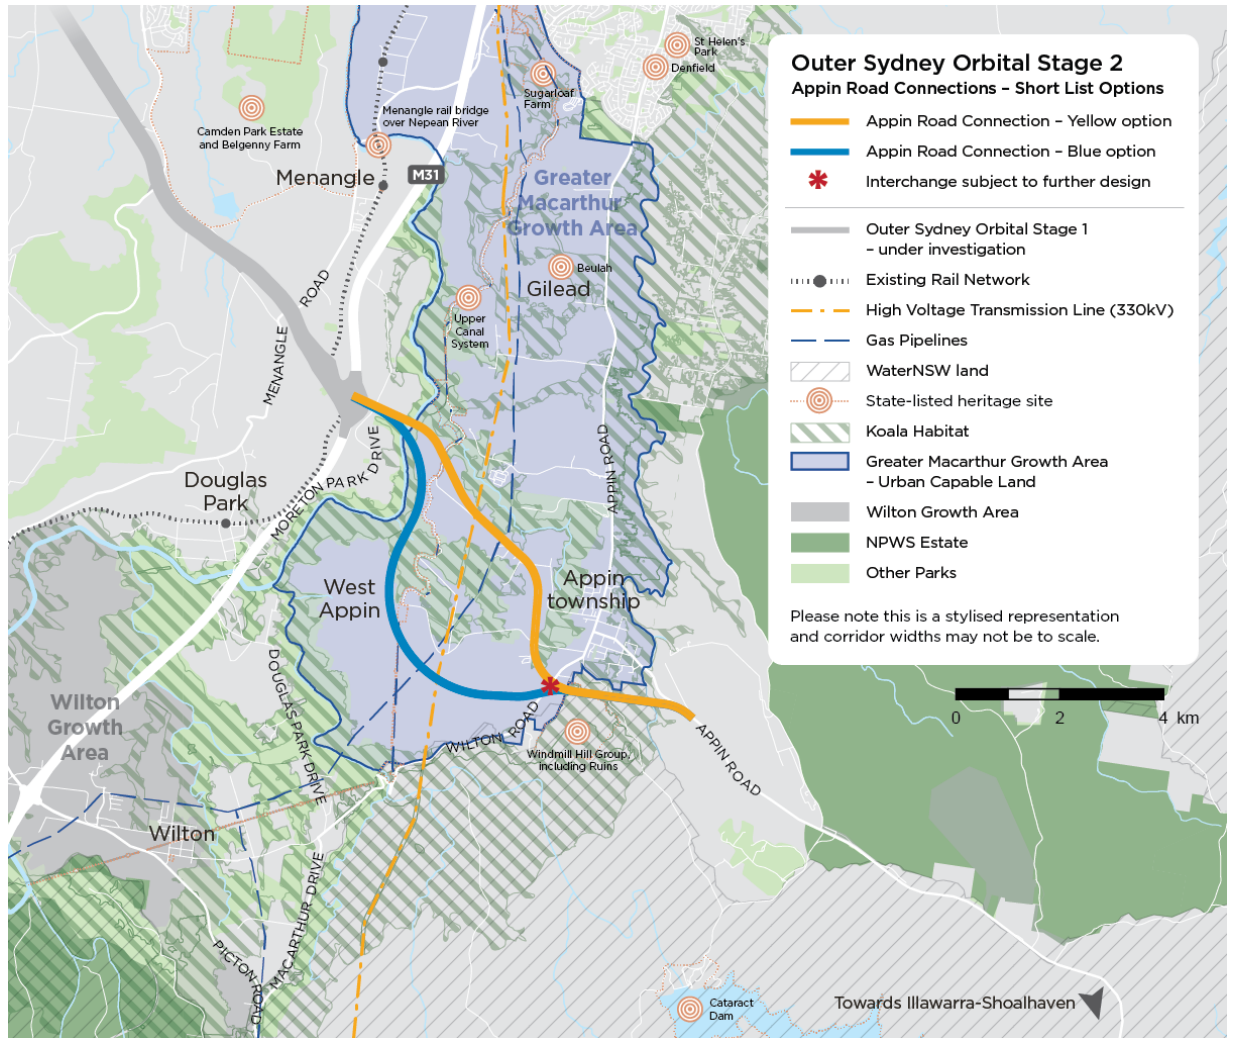 Outer Sydney Orbital Stage 2
Appin Road Connections – Short List Options
Appin Road Connection – Yellow option
Appin Road Connection – Blue option
Interchange subject to further design
Outer Sydney Orbital Stage 1
– under investigation
Existing Rail Network
High Voltage Transmission Line (330kV)
Gas Pipelines
WaterNSW land
State-listed heritage site
Koala Habitat
Greater Macarthur Growth Area
– Urban Capable Land
Wilton Growth Area
NPWS Estate
Other Parks
Please note this is a stylised representation
and corridor widths may not be to scale.
0 2 4 km
St Helen's
Park
Denfield
Sugarloaf
Farm
Camden Park Estate
and Belgenny Farm
Menangle rail bridge
over Nepean River
Menangle
M31
Greater
Macarthur
Growth Area
Beulah
Gilead
Upper
Canal
System
MENANGLE ROAD
MORETON PARK DRIVE
APPIN ROAD
Douglas
Park
West
Appin
Appin
township
DOUGLAS PARK DRIVE
Wilton
Growth
Area
WILTON ROAD
Windmill Hill Group,
including Ruins
APPIN ROAD
Wilton
MACARTHUR DRIVE
PICTON ROAD
Cataract
Dam
Towards Illawarra-Shoalhaven